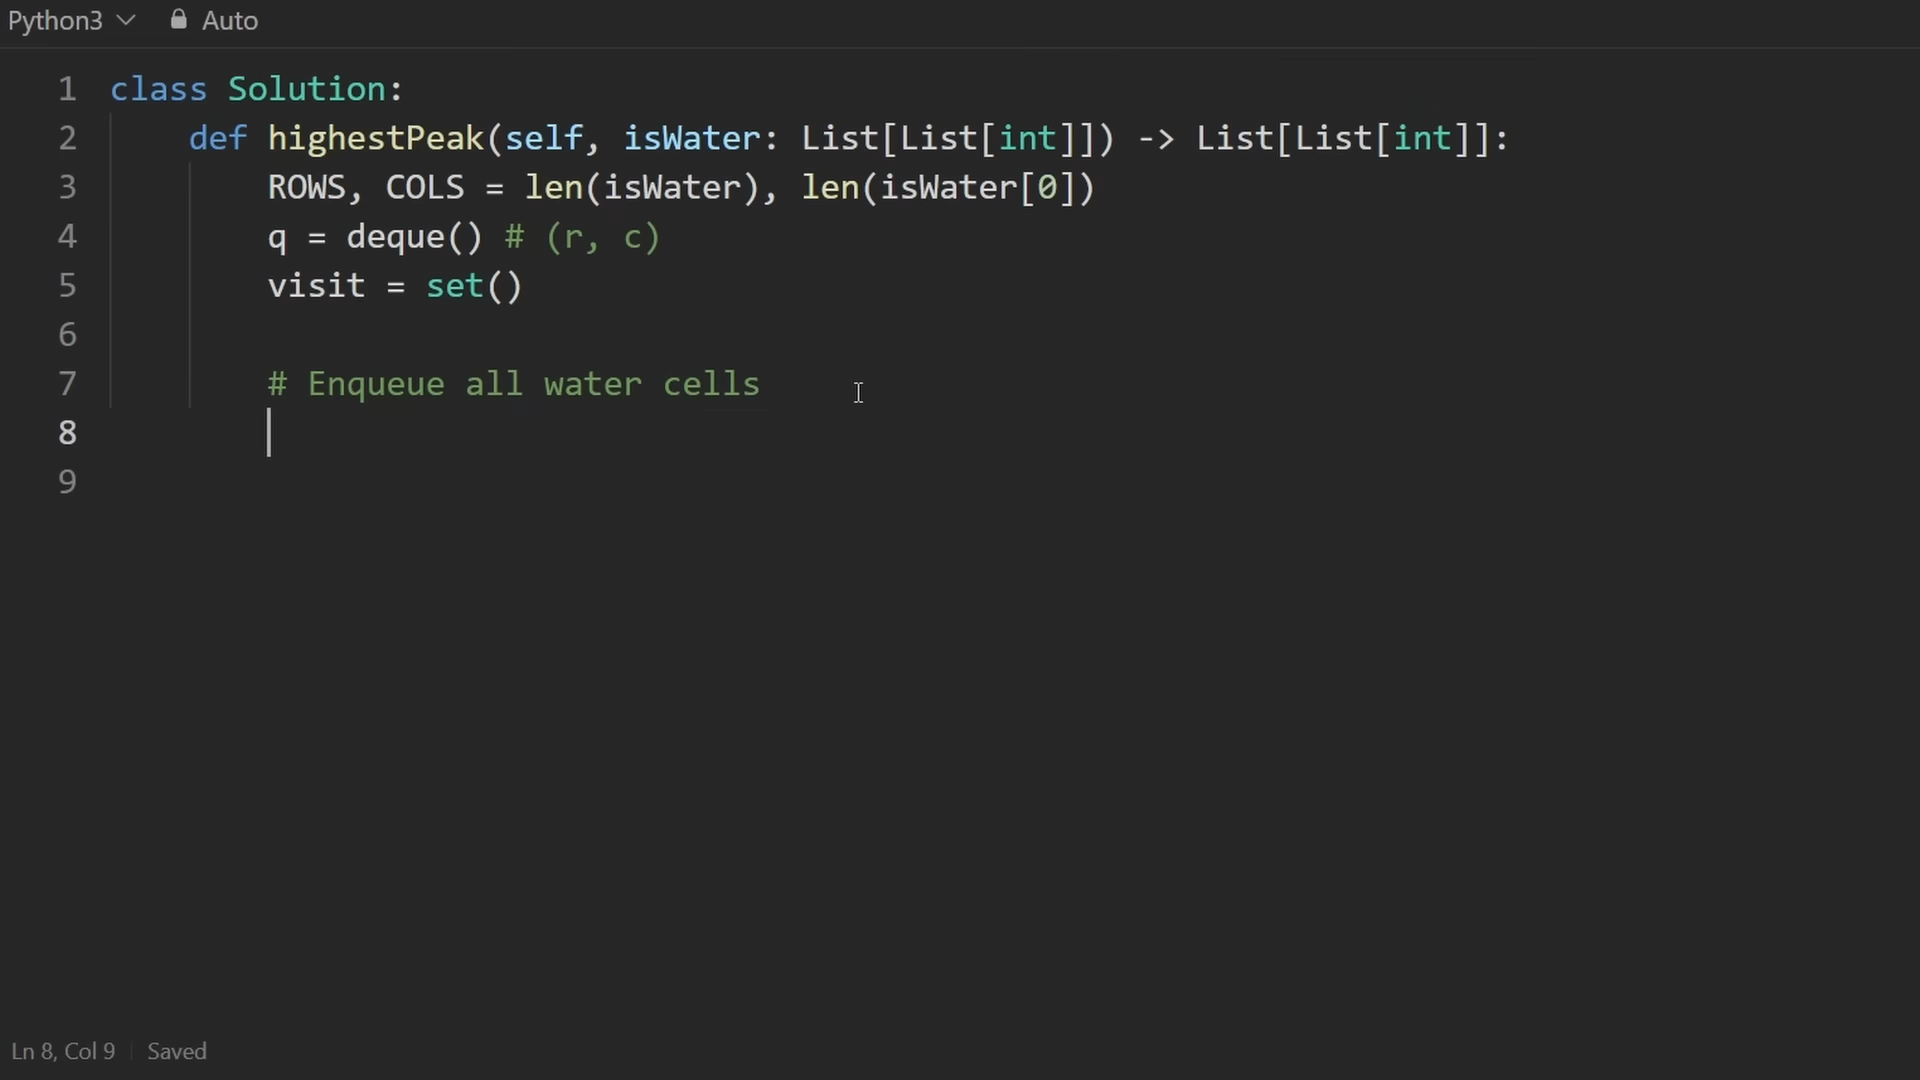 Python3 Auto
1 class Solution:
2 def highestPeak(self, isWater: List[List[int]]) -> List[List[int]]:
3 ROWS, COLS = len(isWater), len(isWater[0])
4 q = deque() # (r, c)
5 visit = set()
6
7 # Enqueue all water cells
8
9
Ln 8, Col 9 Saved